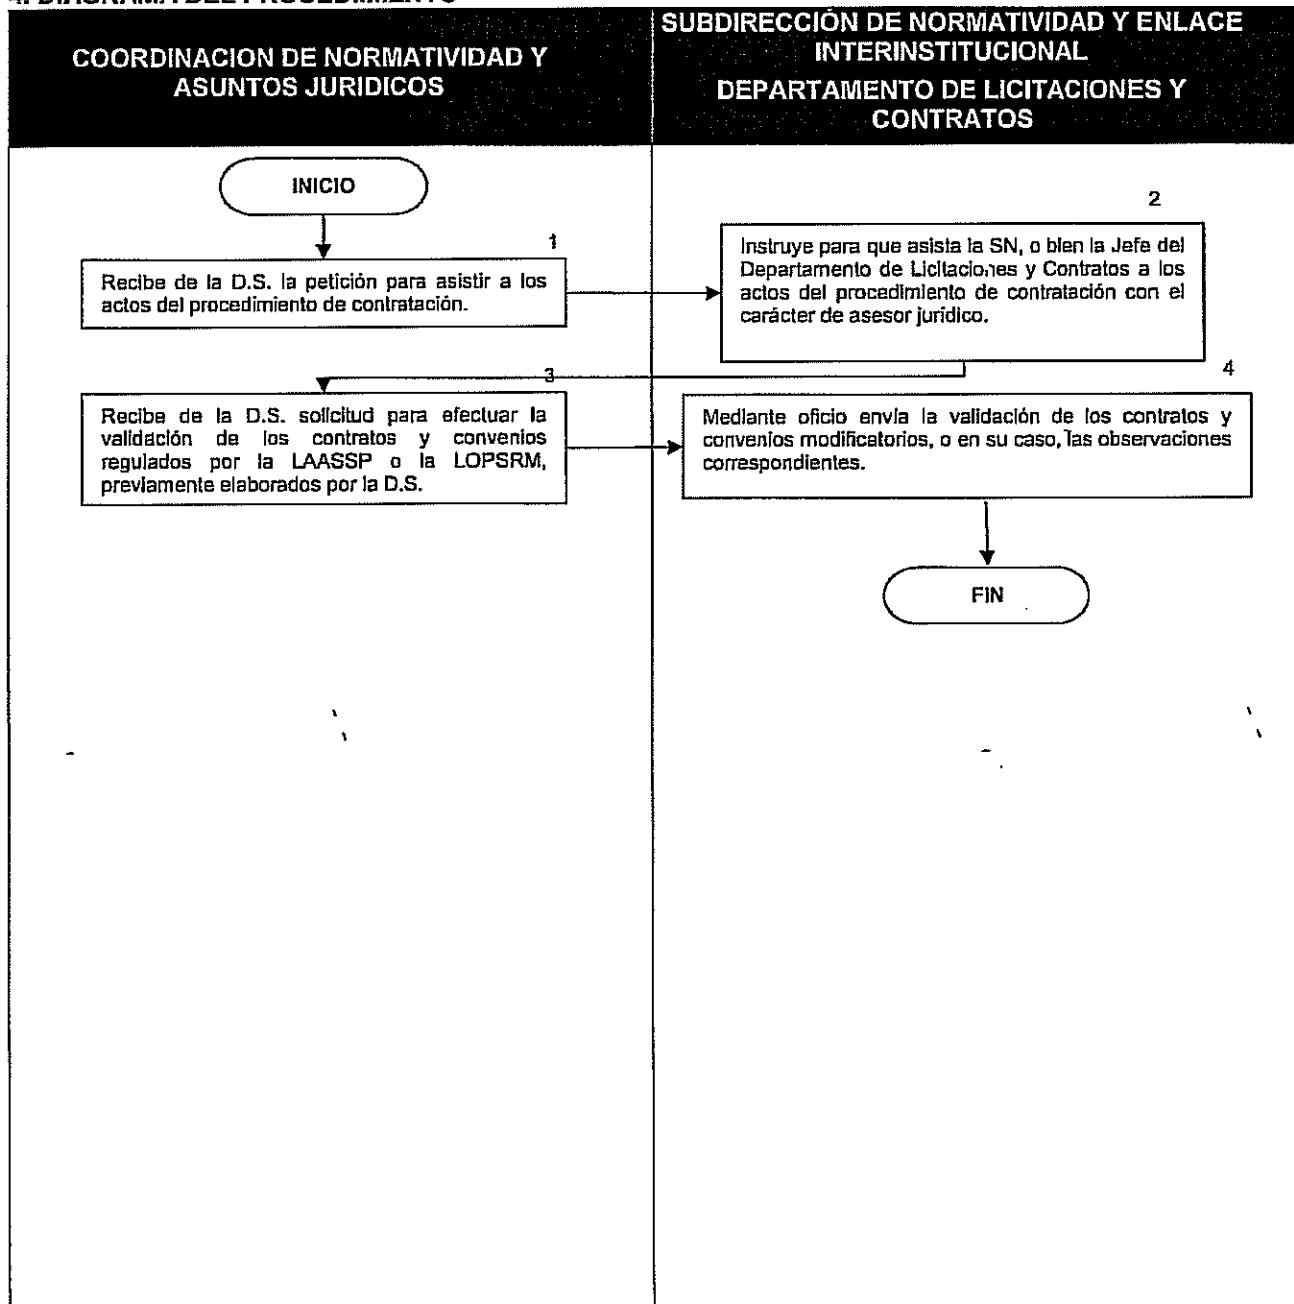 4. DIAGRAMA DEL PROCEDIMIENTO
COORDINACION DE NORMATIVIDAD Y
ASUNTOS JURIDICOS
SUBDIRECCIÓN DE NORMATIVIDAD Y ENLACE
INTERINSTITUCIONAL
DEPARTAMENTO DE LICITACIONES Y
CONTRATOS
INICIO
1
Recibe de la D.S. la petición para asistir a los
actos del procedimiento de contratación.
2
Instruye para que asista la SN, o bien la Jefe del
Departamento de Licitaciones y Contratos a los
actos del procedimiento de contratación con el
carácter de asesor jurídico.
3
Recibe de la D.S. solicitud para efectuar la
validación de los contratos y convenios
regulados por la LAASSP o la LOPSRM,
previamente elaborados por la D.S.
4
Mediante oficio envía la validación de los contratos y
convenios modificatorios, o en su caso, las observaciones
correspondientes.
FIN